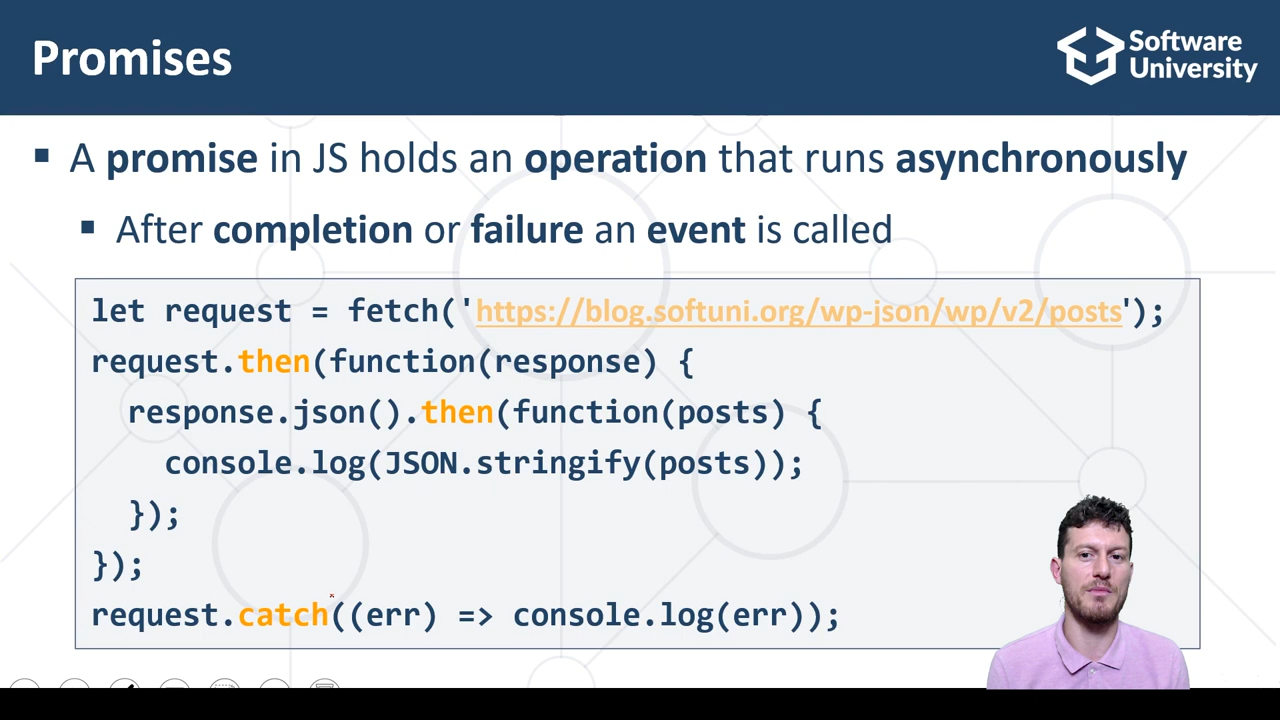 Promises
Software
University
▪ A promise in JS holds an operation that runs asynchronously
▪ After completion or failure an event is called
let request = fetch('https://blog.softuni.org/wp-json/wp/v2/posts');
request.then(function(response) {
  response.json().then(function(posts) {
    console.log(JSON.stringify(posts));
  });
});
request.catch((err) => console.log(err));